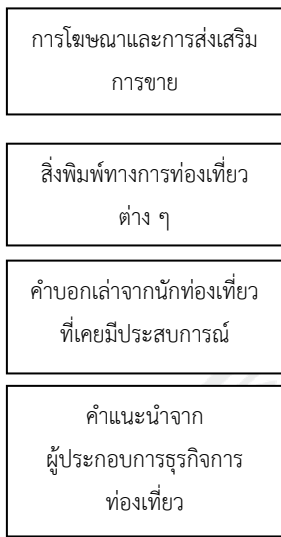 การโฆษณาและการส่งเสริม
การขาย
สิ่งพิมพ์ทางการท่องเที่ยว
ต่าง ๆ
คำบอกเล่าจากนักท่องเที่ยว
ที่เคยมีประสบการณ์
คำแนะนำจาก
ผู้ประกอบการธุรกิจการ
ท่องเที่ยว